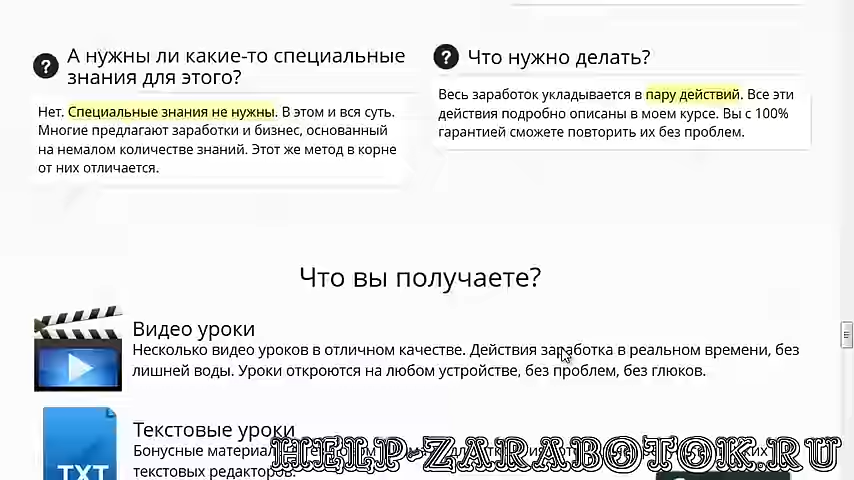 А нужны ли какие-то специальные
знания для этого?
Нет. Специальные знания не нужны. В этом и вся суть.
Многие предлагают заработки и бизнес, основанный
на немалом количестве знаний. Этот же метод в корне
от них отличается.
Что нужно делать?
Весь заработок укладывается в пару действий. Все эти
действия подробно описаны в моем курсе. Вы с 100%
гарантией сможете повторить их без проблем.
Что вы получаете?
Видео уроки
Несколько видео уроков в отличном качестве. Действия заработка в реальном времени, без
лишней воды. Уроки откроются на любом устройстве, без проблем, без глюков.
Текстовые уроки
Бонусные
текстовых редакторов.
TXT
HELP-ZARABOTOK.RU